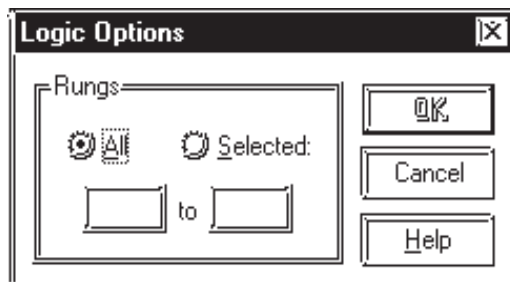 Logic Options
Rungs
All
Selected:
to
OK
Cancel
Help